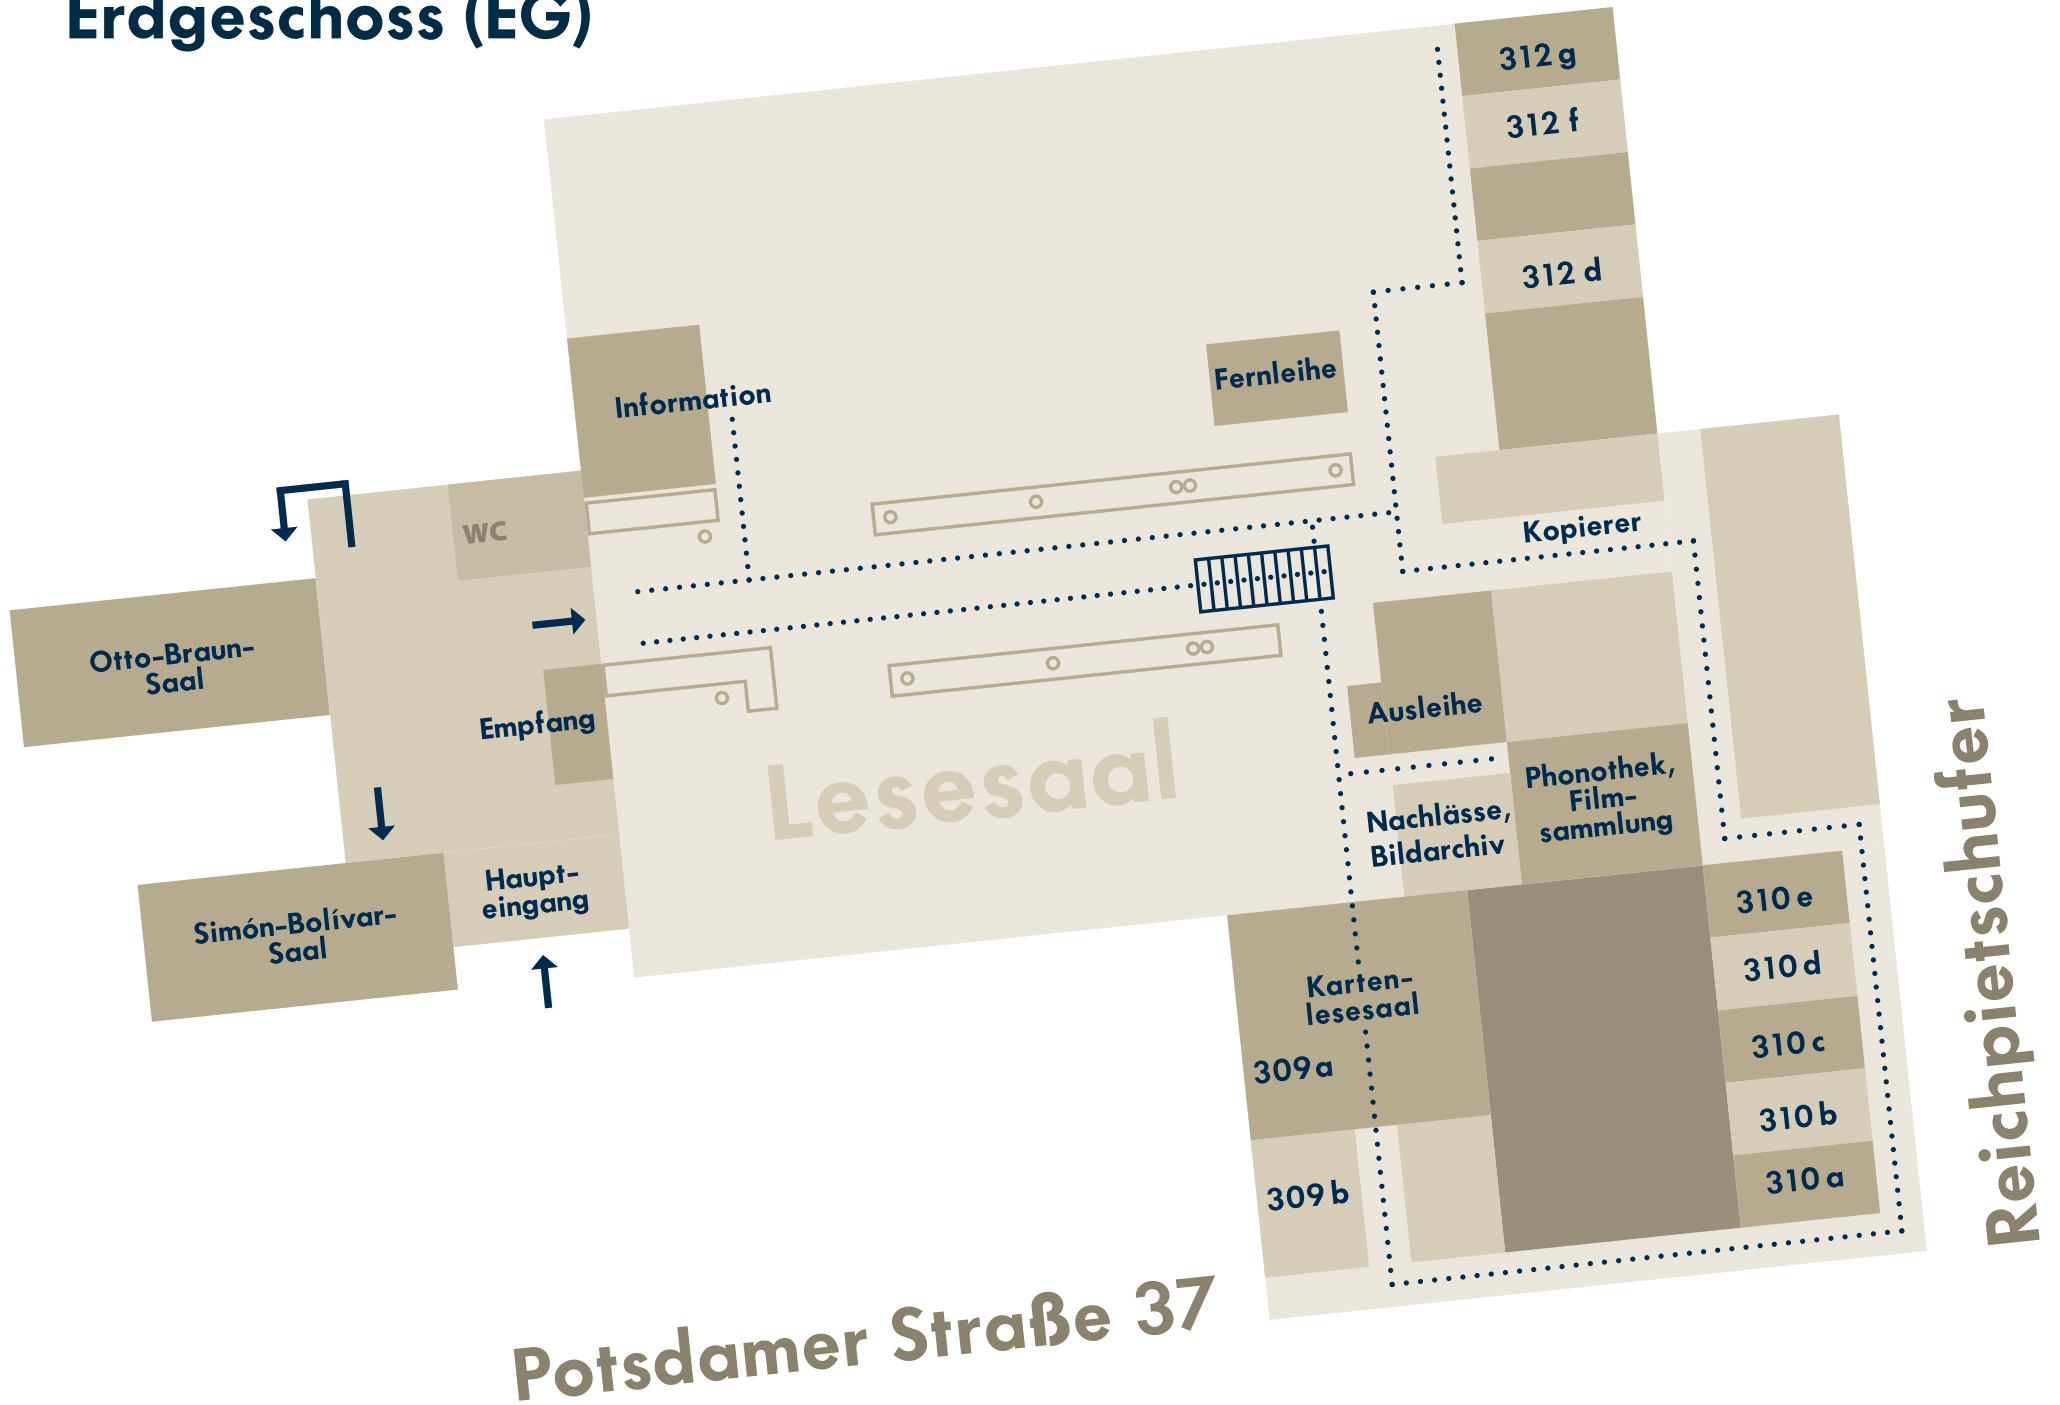 Erdgeschoss (EG)
312 g
312 f
312 d
Information
Fernleihe
WC
Kopierer
Otto-Braun-
Saal
Empfang
Lesesaal
Ausleihe
Nachlässe,
Bildarchiv
Phonothek,
Film-
sammlung
Haupt-
eingang
Simón-Bolívar-
Saal
Karten-
lesesaal
309 a
309 b
310 e
310 d
310 c
310 b
310 a
Reichpietschufer
Potsdamer Straße 37